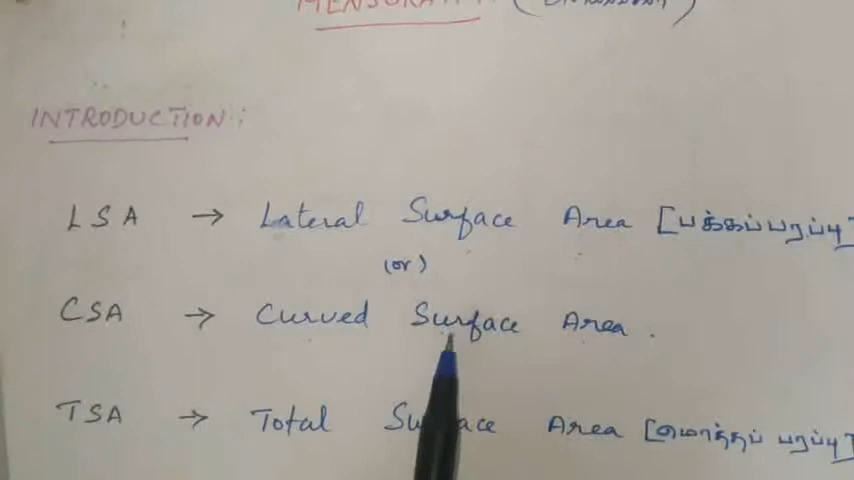 MENSURATI
INTRODUCTION :
LSA → Lateral Surface Area [பக்கப்பரப்பு]
(or)
CSA → Curved Surface Area .
TSA → Total Surface Area [மொத்தப் பரப்பு]